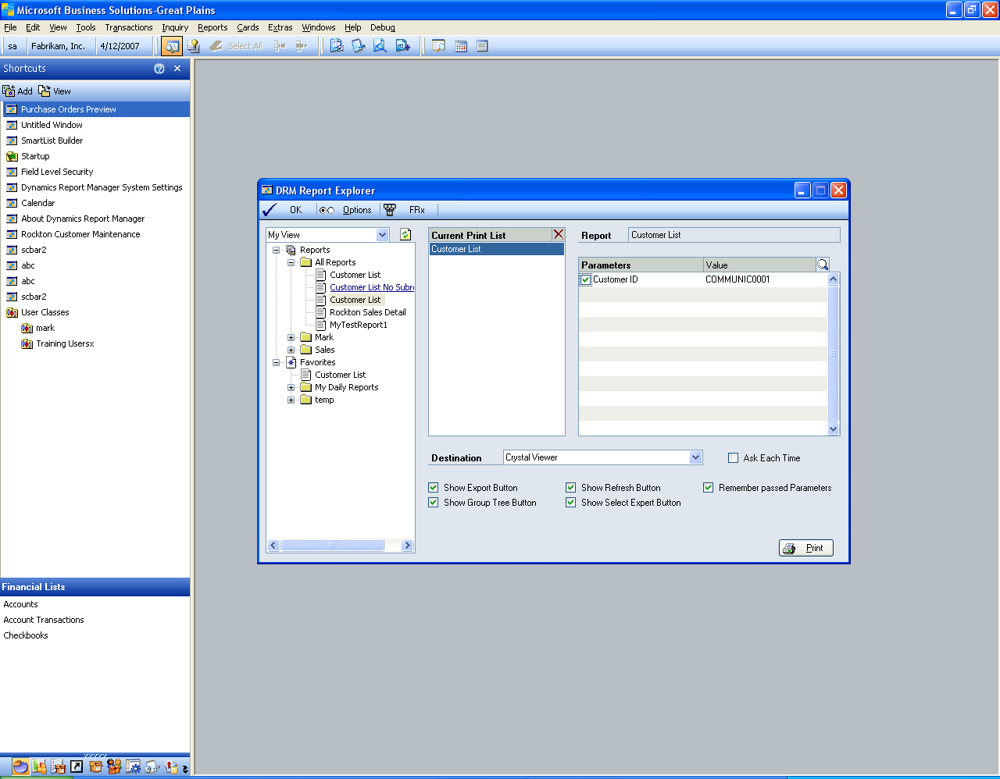 Microsoft Business Solutions-Great Plains
File Edit View Tools Transactions Inquiry Reports Cards Extras Windows Help Debug
sa Fabrikam, Inc. 4/12/2007 Select All
Shortcuts
Add View
Purchase Orders Preview
Untitled Window
SmartList Builder
Startup
Field Level Security
Dynamics Report Manager System Settings
Calendar
About Dynamics Report Manager
Rockton Customer Maintenance
scbar2
abc
abc
scbar2
User Classes
mark
Training Usersx
Financial Lists
Accounts
Account Transactions
Checkbooks
DRM Report Explorer
OK Options FRx
My View
Reports
All Reports
Customer List
Customer List No Subr
Customer List
Rockton Sales Detail
MyTestReport1
Mark
Sales
Favorites
Customer List
My Daily Reports
temp
Current Print List
Customer List
Report Customer List
Parameters Value
Customer ID COMMUNIC0001
Destination Crystal Viewer Ask Each Time
Show Export Button Show Refresh Button Remember passed Parameters
Show Group Tree Button Show Select Expert Button
Print